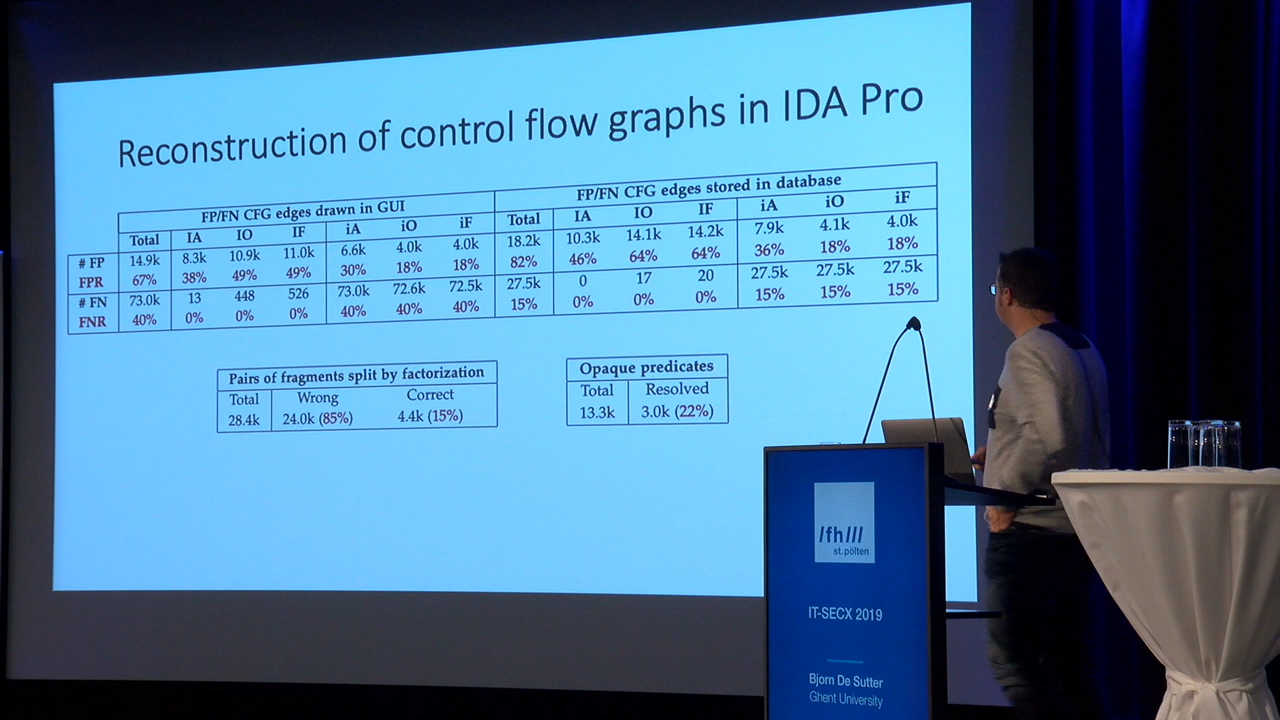 Reconstruction of control flow graphs in IDA Pro
FP/FN CFG edges drawn in GUI FP/FN CFG edges stored in database
Total IA IO IF iA iO iF Total IA IO IF iA iO iF
# FP 14.9k 8.3k 10.9k 11.0k 6.6k 4.0k 4.0k 18.2k 10.3k 14.1k 14.2k 7.9k 4.1k 4.0k
FPR 67% 38% 49% 49% 30% 18% 18% 82% 46% 64% 64% 36% 18% 18%
# FN 73.0k 13 448 526 73.0k 72.6k 72.5k 27.5k 0 17 20 27.5k 27.5k 27.5k
FNR 40% 0% 0% 0% 40% 40% 40% 15% 0% 0% 0% 15% 15% 15%
Pairs of fragments split by factorization
Total Wrong Correct
28.4k 24.0k (85%) 4.4k (15%)
Opaque predicates
Total Resolved
13.3k 3.0k (22%)
/fh///
st.pölten
IT-SECX 2019
Bjorn De Sutter
Ghent University